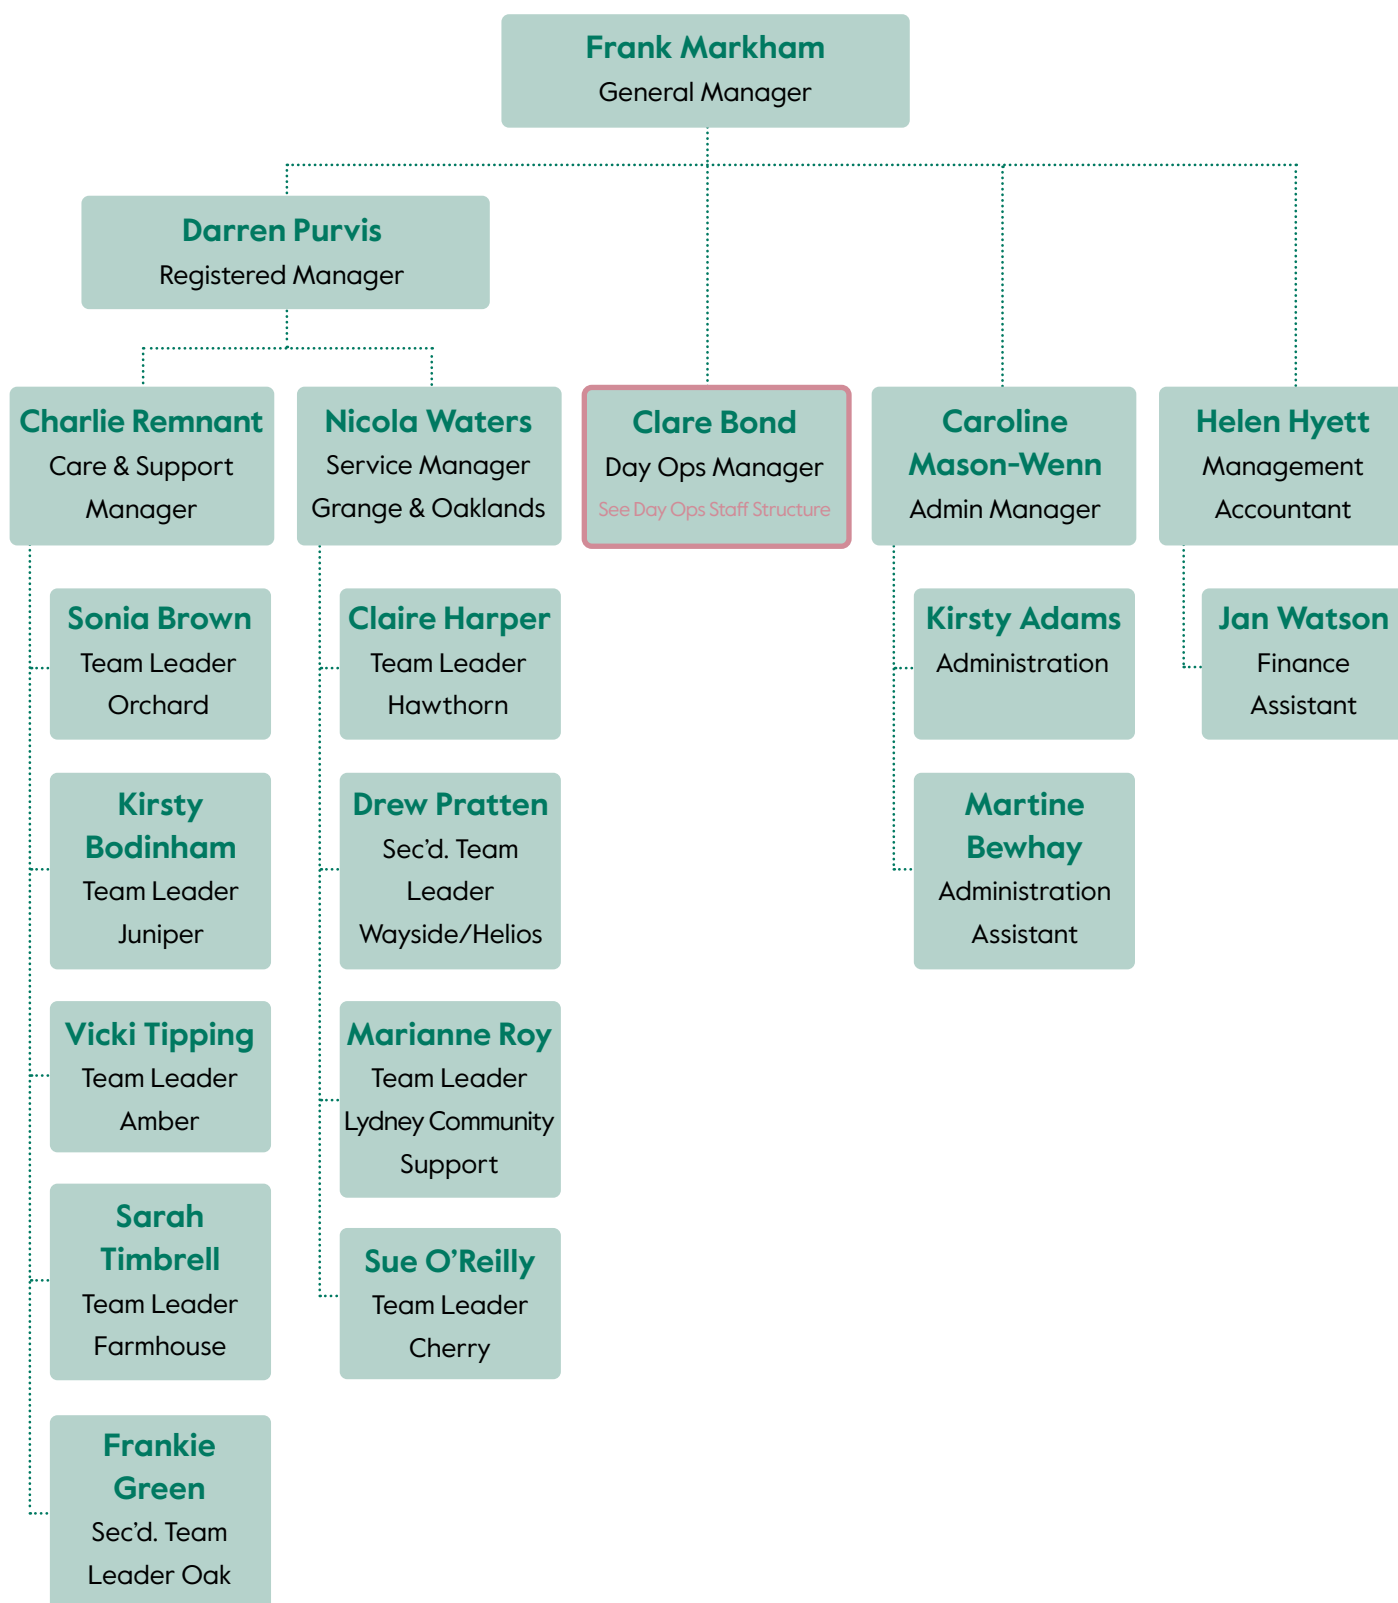 Frank Markham
General Manager
Darren Purvis
Registered Manager
Charlie Remnant
Care & Support
Manager
Nicola Waters
Service Manager
Grange & Oaklands
Clare Bond
Day Ops Manager
See Day Ops Staff Structure
Caroline
Mason-Wenn
Admin Manager
Helen Hyett
Management
Accountant
Sonia Brown
Team Leader
Orchard
Kirsty
Bodinham
Team Leader
Juniper
Vicki Tipping
Team Leader
Amber
Sarah
Timbrell
Team Leader
Farmhouse
Frankie
Green
Sec’d. Team
Leader Oak
Claire Harper
Team Leader
Hawthorn
Drew Pratten
Sec’d. Team
Leader
Wayside/Helios
Marianne Roy
Team Leader
Lydney Community
Support
Sue O’Reilly
Team Leader
Cherry
Kirsty Adams
Administration
Martine
Bewhay
Administration
Assistant
Jan Watson
Finance
Assistant